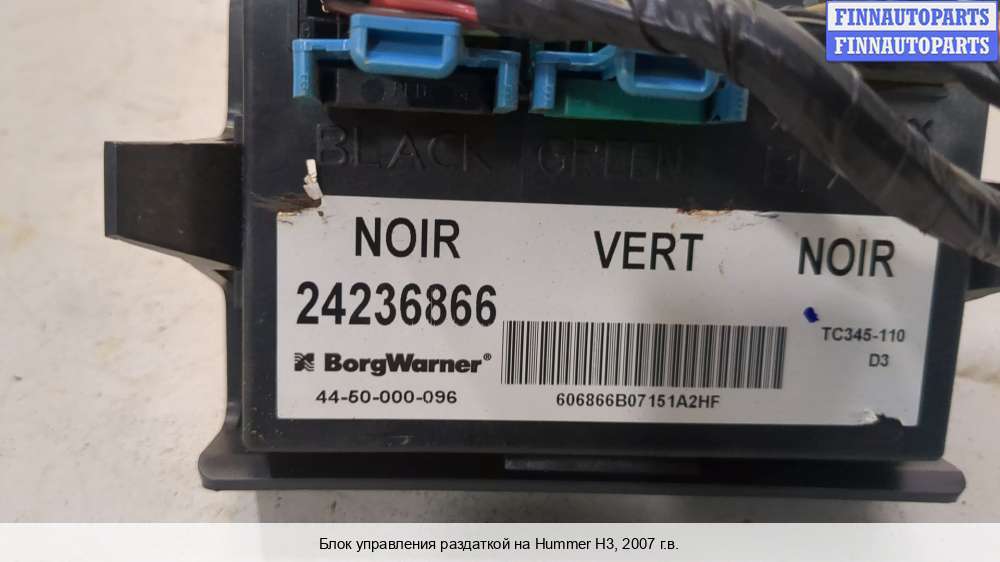 FINNAUTOPARTS
FINNAUTOPARTS
BLACK GREEN
NOIR VERT NOIR
24236866
BorgWarner®
TC345-110
D3
44-50-000-096
606866B07151A2HF
Блок управления раздаткой на Hummer H3, 2007 г.в.